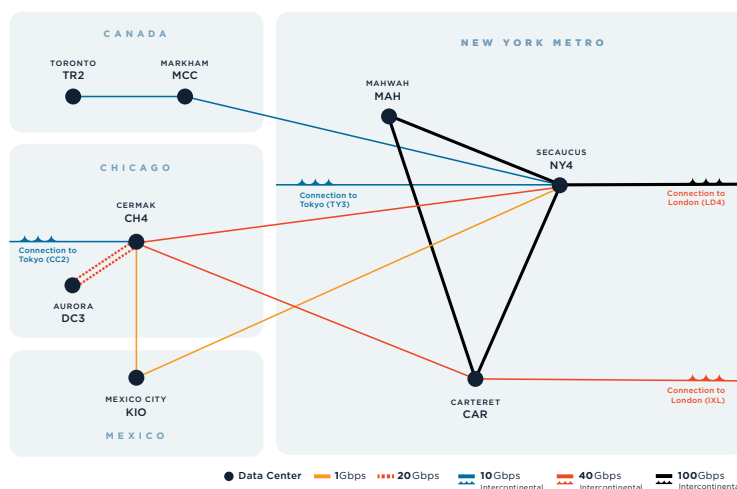 CANADA
TORONTO
TR2
MARKHAM
MCC
NEW YORK METRO
MAHWAH
MAH
SECAUCUS
NY4
Connection to
Tokyo (TY3)
Connection to
London (LD4)
CHICAGO
CERMAK
CH4
Connection to
Tokyo (CC2)
AURORA
DC3
MEXICO CITY
KIO
MEXICO
CARTERET
CAR
Connection to
London (IXL)
Data Center
1Gbps
20Gbps
10Gbps
Intercontinental
40Gbps
Intercontinental
100Gbps
Intercontinental